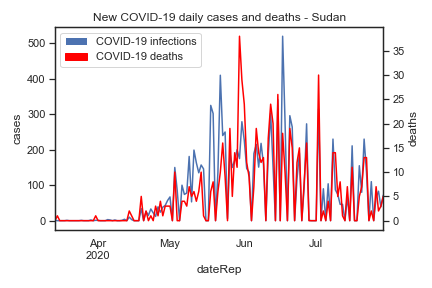 New COVID-19 daily cases and deaths - Sudan
COVID-19 infections
COVID-19 deaths
500
400
300
200
100
0
cases
35
30
25
20
15
10
5
0
deaths
Apr
2020
May
Jun
Jul
dateRep